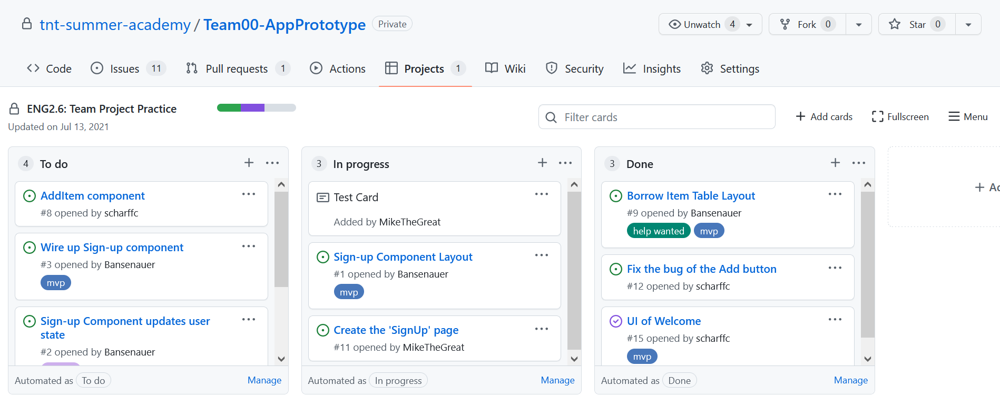 tnt-summer-academy / Team00-AppPrototype Private
Unwatch 4 Fork 0 Star 0
Code Issues 11 Pull requests 1 Actions Projects 1 Wiki Security Insights Settings
ENG2.6: Team Project Practice
Updated on Jul 13, 2021
Filter cards
+ Add cards Fullscreen Menu
4 To do + ...
AddItem component ...
#8 opened by scharffc
Wire up Sign-up component ...
#3 opened by Bansenauer
mvp
Sign-up Component updates user ...
state
#2 opened by Bansenauer
Automated as To do Manage
3 In progress + ...
Test Card ...
Added by MikeTheGreat
Sign-up Component Layout ...
#1 opened by Bansenauer
mvp
Create the 'SignUp' page ...
#11 opened by MikeTheGreat
Automated as In progress Manage
3 Done + ...
Borrow Item Table Layout ...
#9 opened by Bansenauer
help wanted mvp
Fix the bug of the Add button ...
#12 opened by scharffc
UI of Welcome ...
#15 opened by scharffc
mvp
Automated as Done Manage
+